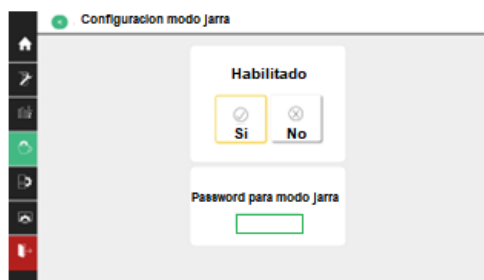 Configuracion modo jarra
Habilitado
Si No
Password para modo jarra